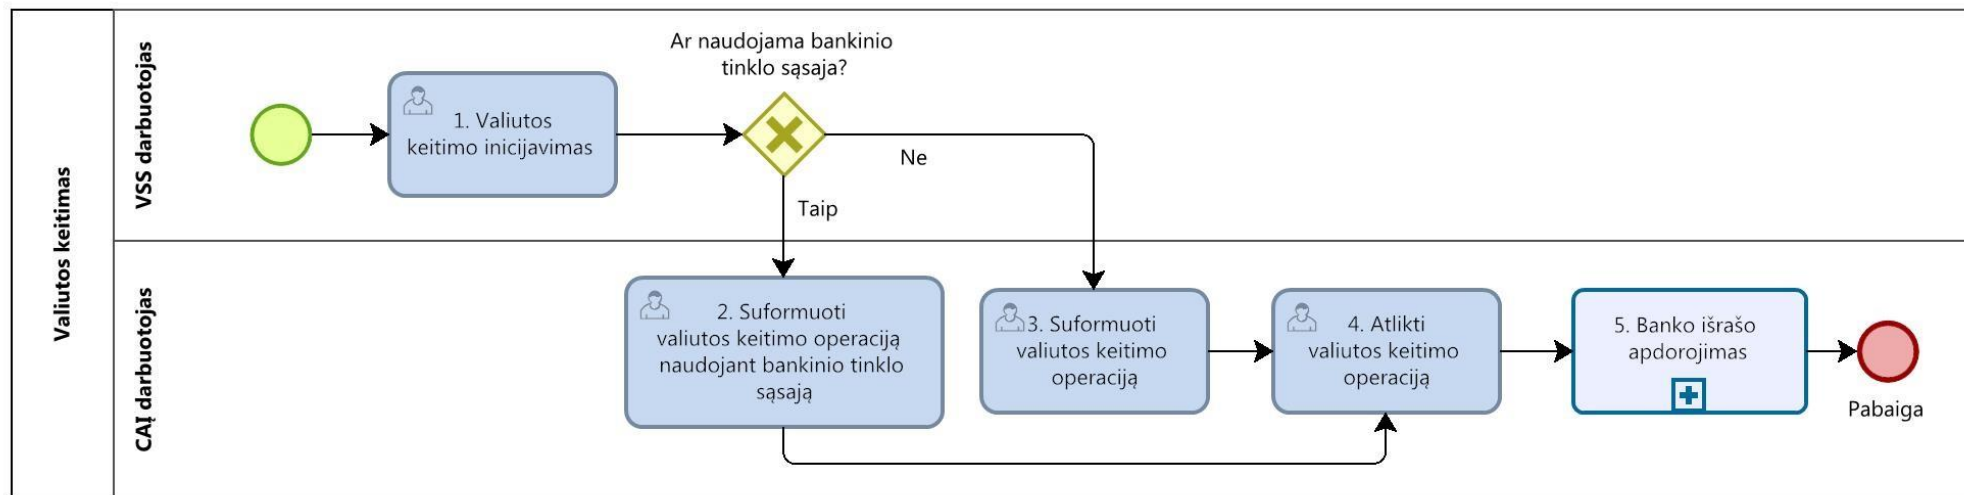 Valiutos keitimas
VSS darbuotojas
Ar naudojama bankinio
tinklo sąsaja?
1. Valiutos
keitimo inicijavimas
Ne
Taip
CAĮ darbuotojas
2. Suformuoti
valiutos keitimo operaciją
naudojant bankinio tinklo
sąsają
3. Suformuoti
valiutos keitimo
operaciją
4. Atlikti
valiutos keitimo
operaciją
5. Banko išrašo
apdorojimas
Pabaiga